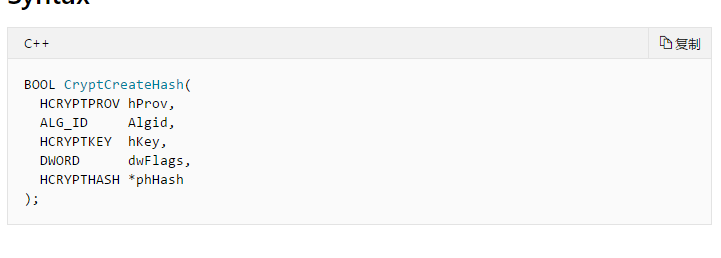 Syntax
C++
复制
BOOL CryptCreateHash(
  HCRYPTPROV hProv,
  ALG_ID     Algid,
  HCRYPTKEY  hKey,
  DWORD      dwFlags,
  HCRYPTHASH *phHash
);